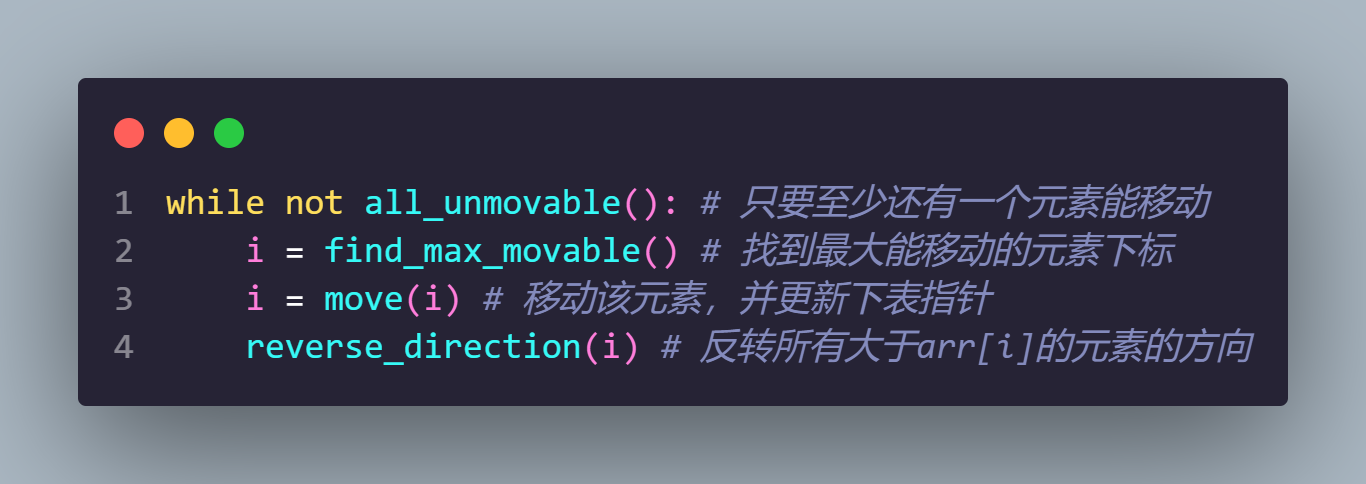 1 while not all_unmovable(): # 只要至少还有一个元素能移动
2     i = find_max_movable() # 找到最大能移动的元素下标
3     i = move(i) # 移动该元素，并更新下表指针
4     reverse_direction(i) # 反转所有大于arr[i]的元素的方向